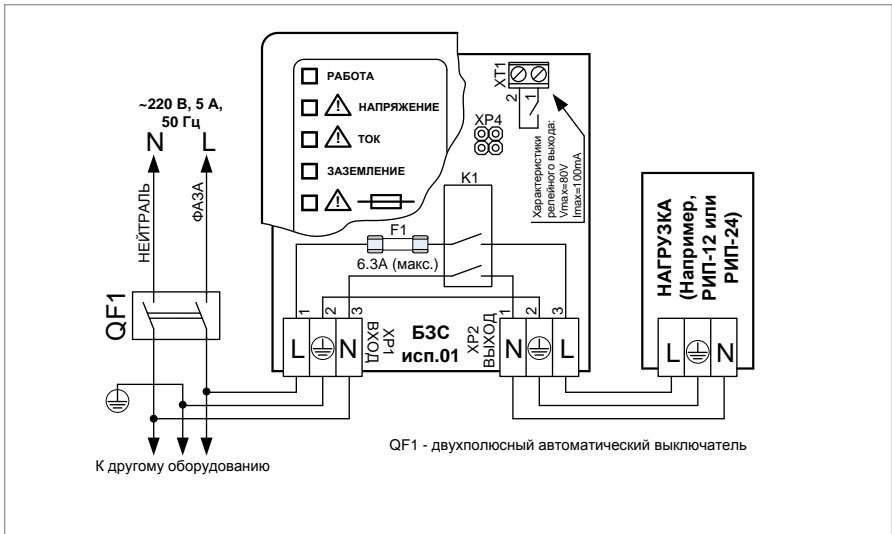 ~220 В, 5 А,
50 Гц
N L
НЕЙТРАЛЬ
ФАЗА
QF1
К другому оборудованию
РАБОТА
НАПРЯЖЕНИЕ
ТОК
ЗАЗЕМЛЕНИЕ
XT1
2 1
XP4
Характеристики
релейного выхода:
Vmax=80V
Imax=100mA
K1
F1
6.3А (макс.)
1 2 3
L N
XP1
ВХОД
БЗС
исп.01
XP2
ВЫХОД
1 2 3
N L
НАГРУЗКА
(Например,
РИП-12 или
РИП-24)
L N
QF1 - двухполюсный автоматический выключатель